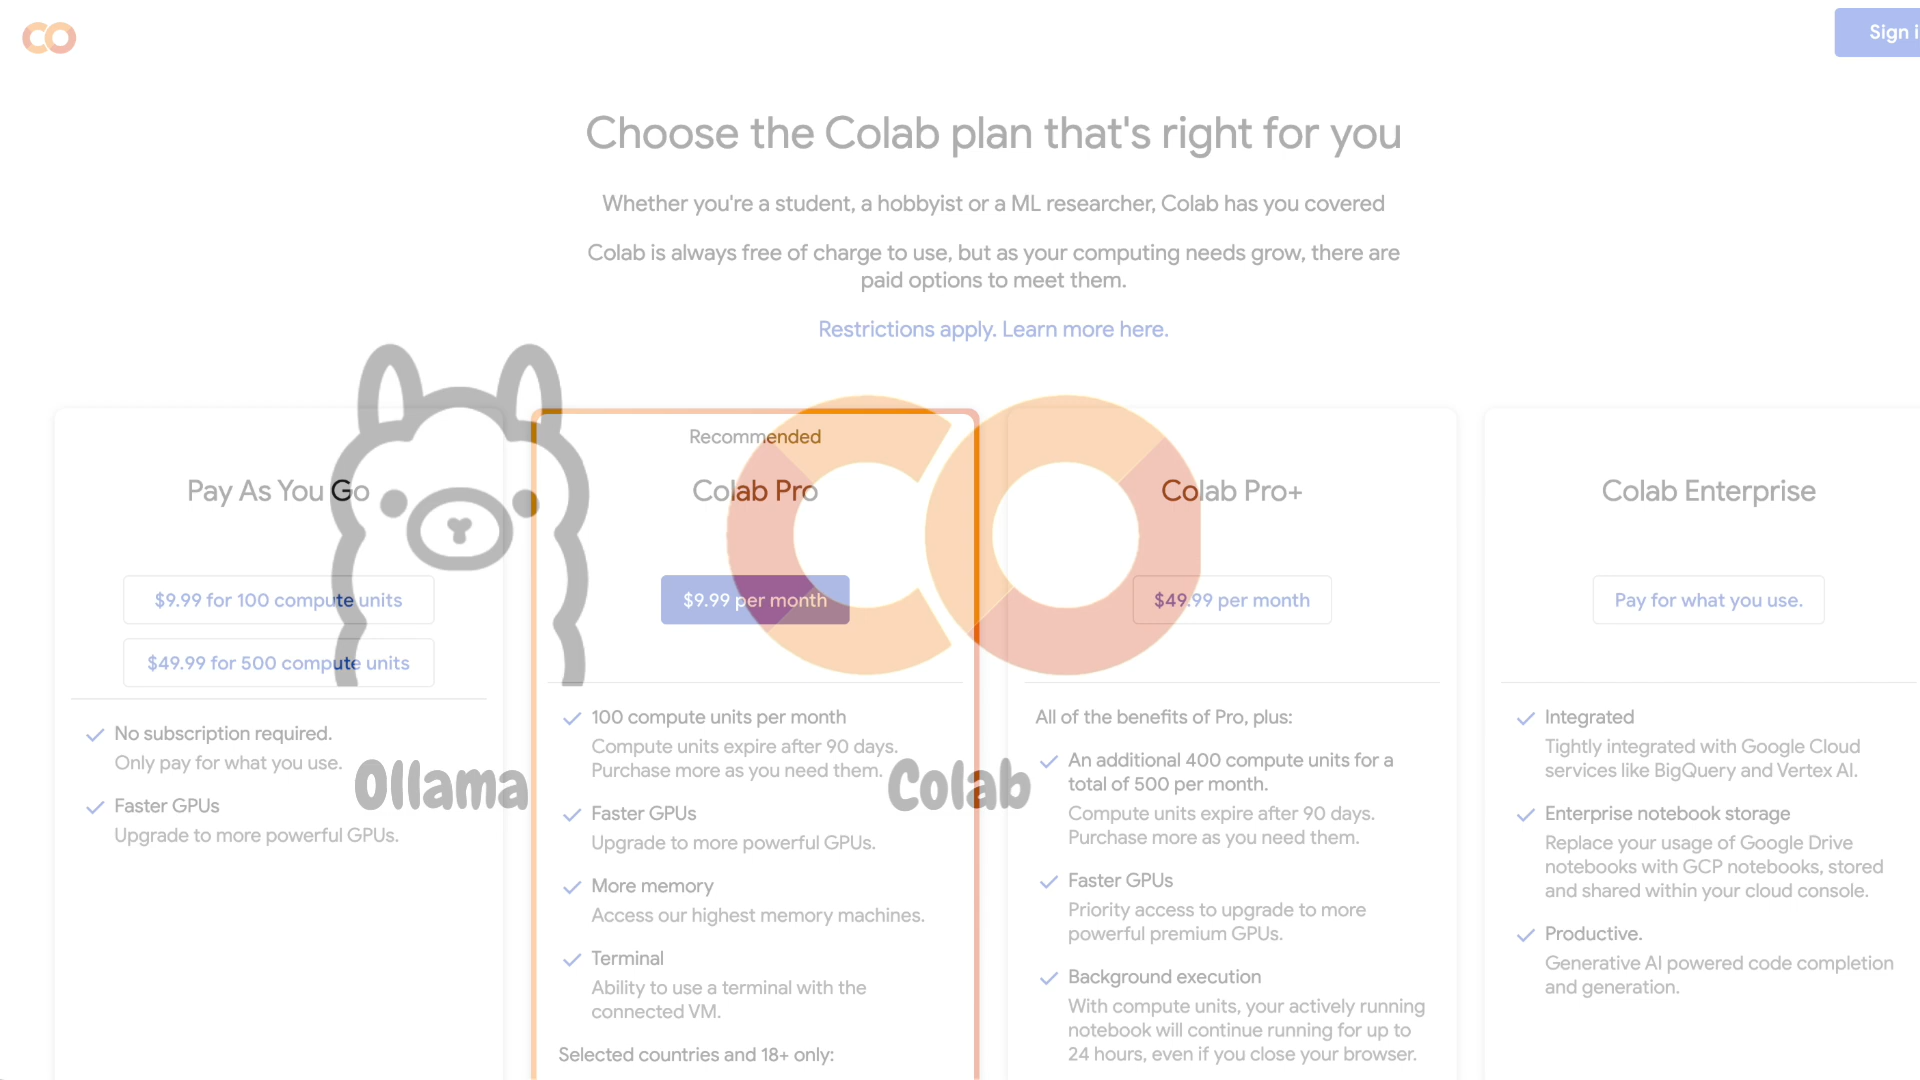 Sign i
Choose the Colab plan that's right for you
Whether you're a student, a hobbyist or a ML researcher, Colab has you covered
Colab is always free of charge to use, but as your computing needs grow, there are
paid options to meet them.
Restrictions apply. Learn more here.
Pay As You Go
$9.99 for 100 compute units
$49.99 for 500 compute units
No subscription required.
Only pay for what you use.
Faster GPUs
Upgrade to more powerful GPUs.
Recommended
Colab Pro
$9.99 per month
100 compute units per month
Compute units expire after 90 days.
Purchase more as you need them.
Faster GPUs
Upgrade to more powerful GPUs.
More memory
Access our highest memory machines.
Terminal
Ability to use a terminal with the
connected VM.
Selected countries and 18+ only:
Colab Pro+
$49.99 per month
All of the benefits of Pro, plus:
An additional 400 compute units for a
total of 500 per month.
Compute units expire after 90 days.
Purchase more as you need them.
Faster GPUs
Priority access to upgrade to more
powerful premium GPUs.
Background execution
With compute units, your actively running
notebook will continue running for up to
24 hours, even if you close your browser.
Colab Enterprise
Pay for what you use.
Integrated
Tightly integrated with Google Cloud
services like BigQuery and Vertex AI.
Enterprise notebook storage
Replace your usage of Google Drive
notebooks with GCP notebooks, stored
and shared within your cloud console.
Productive.
Generative AI powered code completion
and generation.
Ollama
Colab